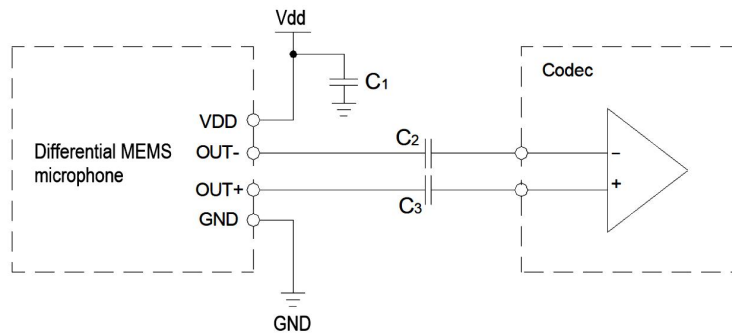 Vdd
C1
Codec
VDD
Differential MEMS
microphone
OUT-
C2
−
OUT+
+
C3
GND
GND